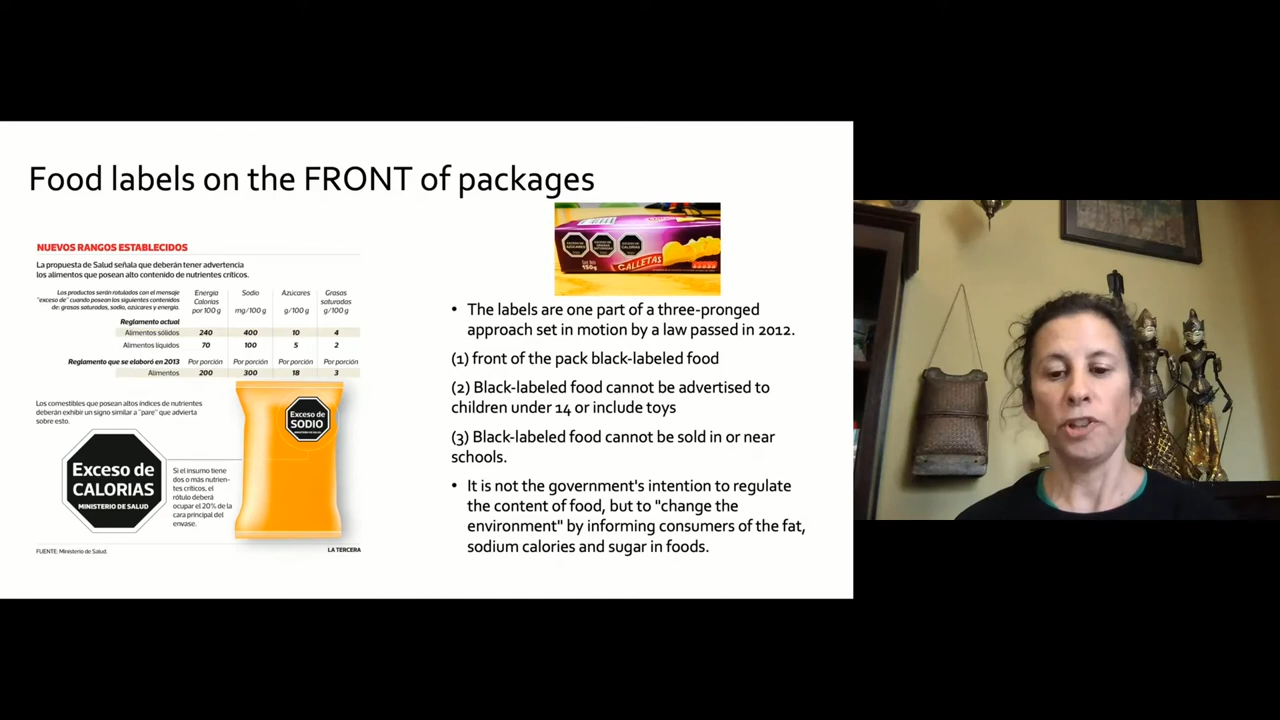 Food labels on the FRONT of packages
NUEVOS RANGOS ESTABLECIDOS
La propuesta de Salud señala que deberán tener advertencia
los alimentos que posean alto contenido de nutrientes críticos.
Los productos serán rotulados con el mensaje
"exceso de" cuando posean los siguientes contenidos
de: grasas saturadas, sodio, azúcares y energía.
Energía
Calorías
por 100 g
Sodio
mg/100 g
Azúcares
g/100 g
Grasas
saturadas
g/100 g
Reglamento actual
Alimentos sólidos 240 400 10 4
Alimentos líquidos 70 100 5 2
Reglamento que se elaboró en 2013 Por porción Por porción Por porción Por porción
Alimentos 200 300 18 3
Los comestibles que posean altos índices de nutrientes
deberán exhibir un signo similar a "pare" que advierta
sobre esto.
Exceso de
SODIO
Exceso de
CALORIAS
MINISTERIO DE SALUD
Si el insumo tiene
dos o más nutrien-
tes críticos, el
rótulo deberá
ocupar el 20% de la
cara principal del
envase.
FUENTE: Ministerio de Salud.
LA TERCERA
GALLETAS
150g
• The labels are one part of a three-pronged
approach set in motion by a law passed in 2012.
(1) front of the pack black-labeled food
(2) Black-labeled food cannot be advertised to
children under 14 or include toys
(3) Black-labeled food cannot be sold in or near
schools.
• It is not the government's intention to regulate
the content of food, but to "change the
environment" by informing consumers of the fat,
sodium calories and sugar in foods.